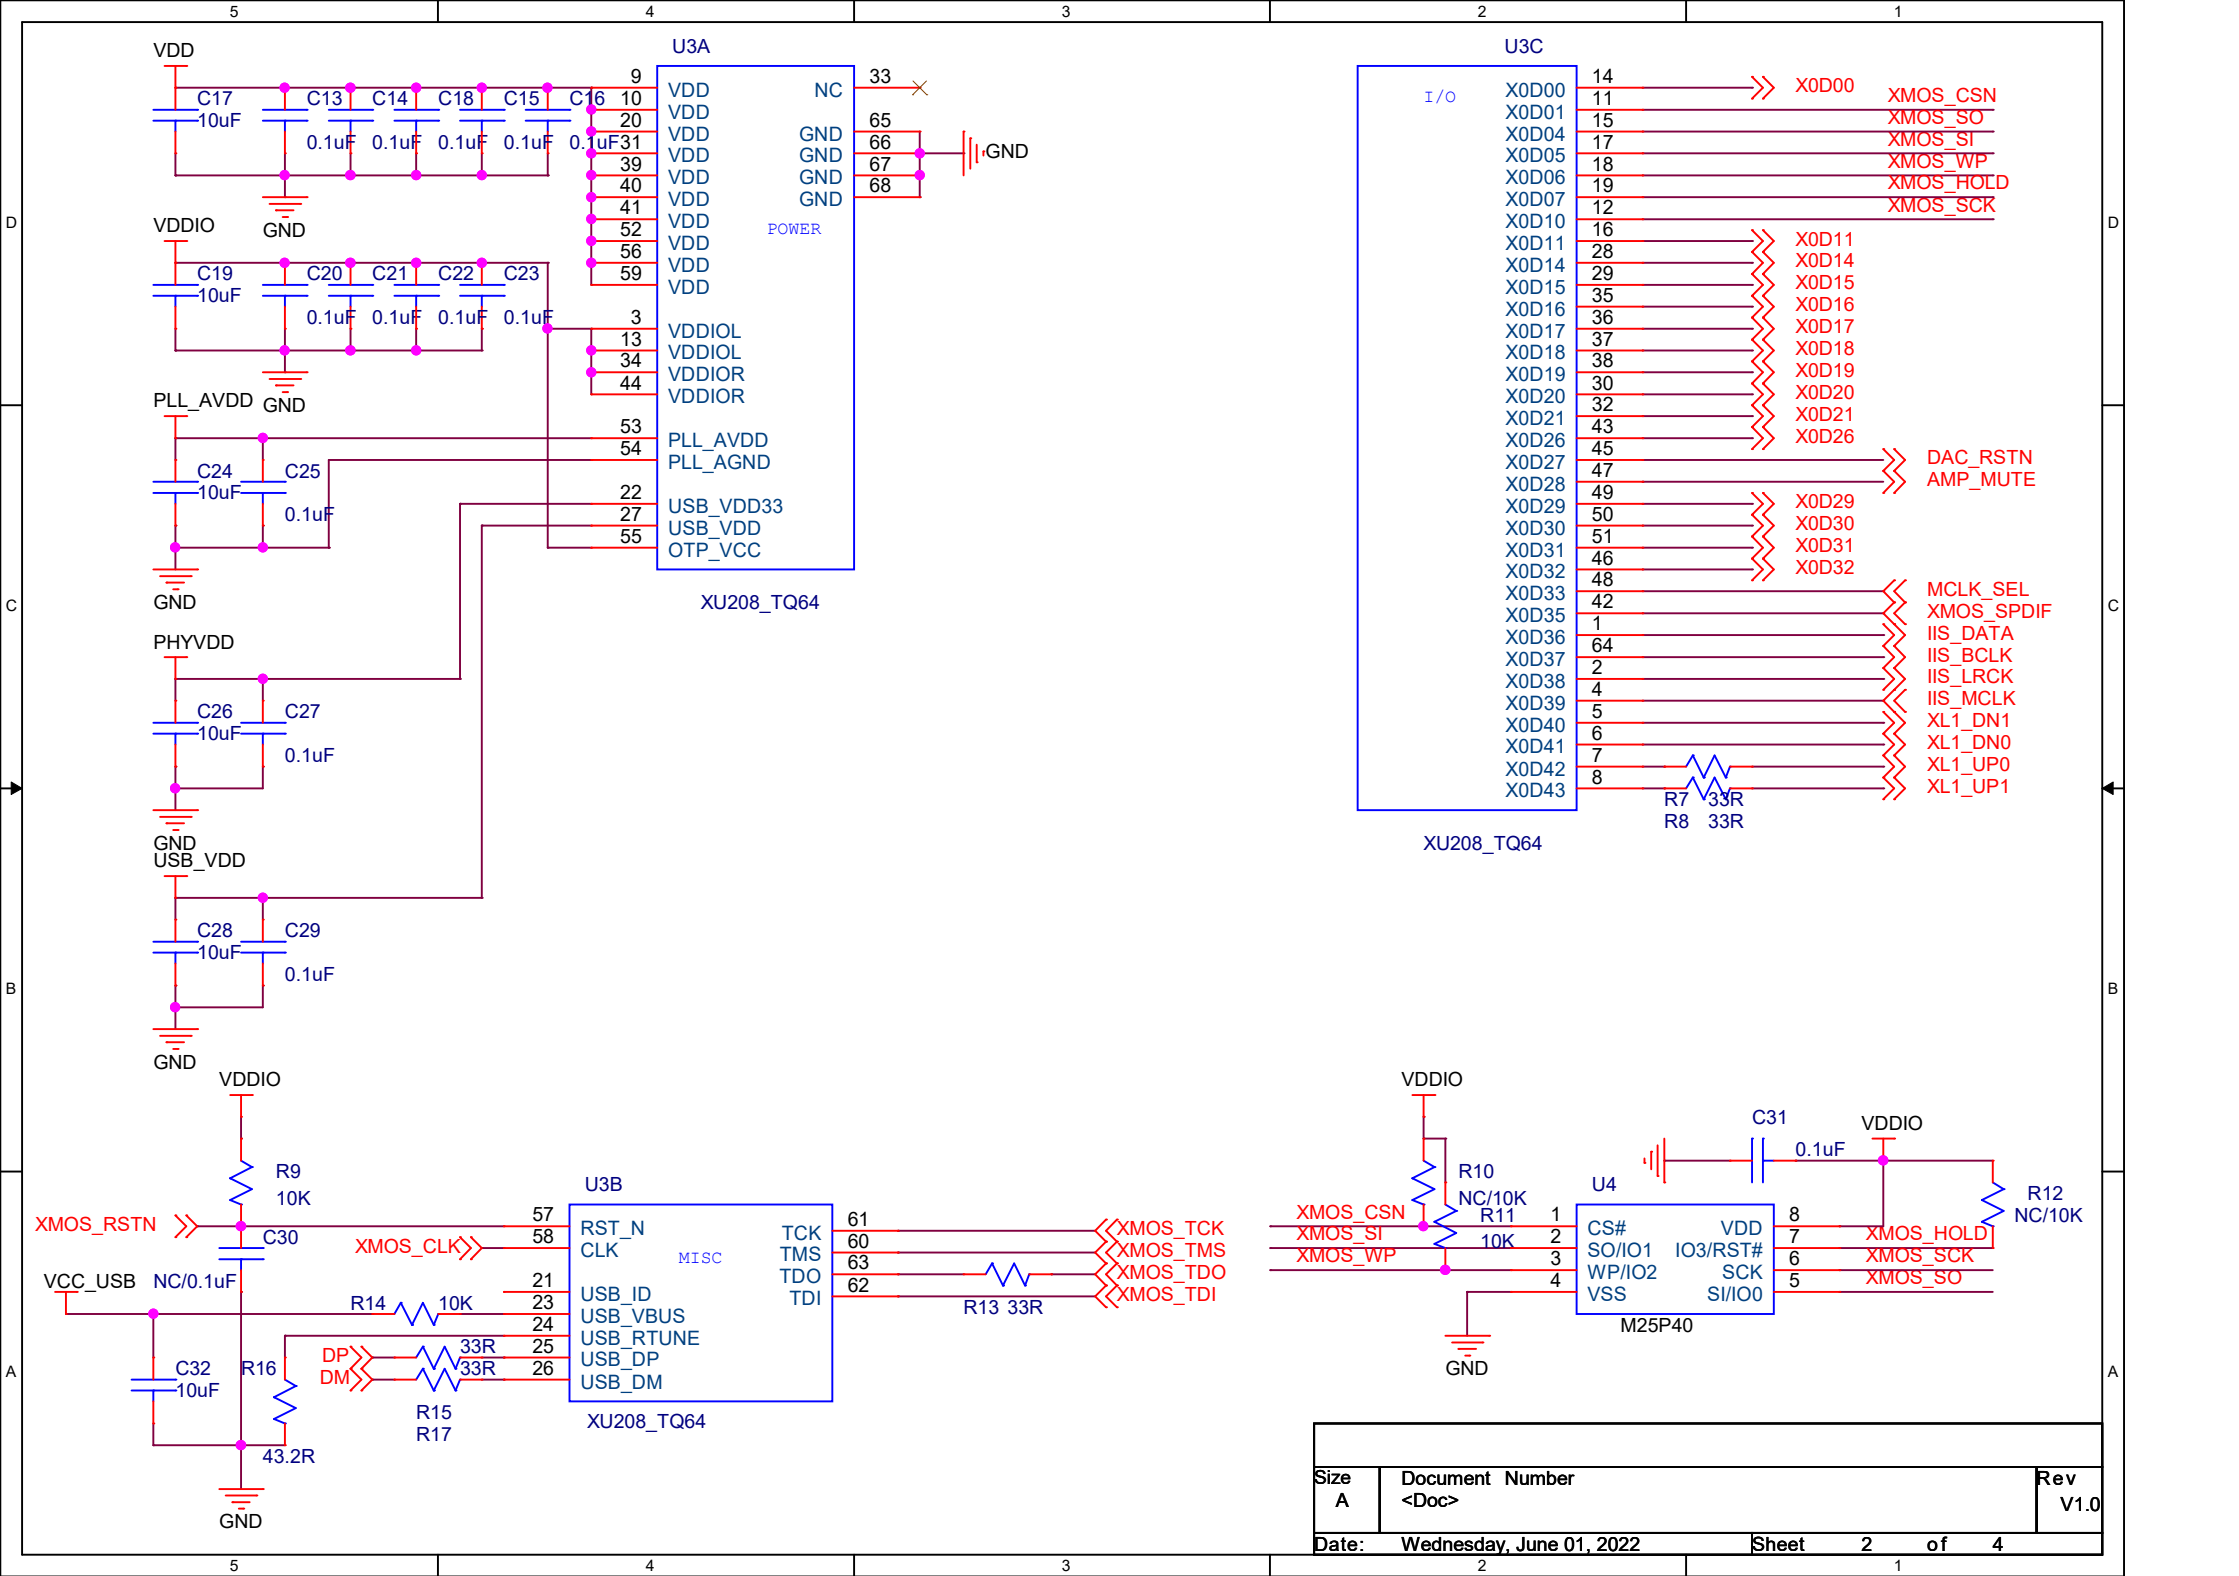 5 4 3 2 1
D D
C C
B B
A A
VDD
C17
10uF
C13
0.1uF
C14
0.1uF
C18
0.1uF
C15
0.1uF
C16
0.1uF
GND
VDDIO
C19
10uF
C20
0.1uF
C21
0.1uF
C22
0.1uF
C23
0.1uF
GND
PLL_AVDD
C24
10uF
C25
0.1uF
GND
PHYVDD
C26
10uF
C27
0.1uF
GND
USB_VDD
C28
10uF
C29
0.1uF
GND
U3A
9 VDD
10 VDD
20 VDD
31 VDD
39 VDD
40 VDD
41 VDD
52 VDD
56 VDD
59 VDD
3 VDDIOL
13 VDDIOL
34 VDDIOR
44 VDDIOR
53 PLL_AVDD
54 PLL_AGND
22 USB_VDD33
27 USB_VDD
55 OTP_VCC
NC 33
GND 65
GND 66
GND 67
GND 68
GND
POWER
XU208_TQ64
U3C
I/O
X0D00 14 X0D00
X0D01 11 XMOS_CSN
X0D04 15 XMOS_SO
X0D05 17 XMOS_SI
X0D06 18 XMOS_WP
X0D07 19 XMOS_HOLD
X0D10 12 XMOS_SCK
X0D11 16 X0D11
X0D14 28 X0D14
X0D15 29 X0D15
X0D16 35 X0D16
X0D17 36 X0D17
X0D18 37 X0D18
X0D19 38 X0D19
X0D20 30 X0D20
X0D21 32 X0D21
X0D26 43 X0D26
X0D27 45 DAC_RSTN
X0D28 47 AMP_MUTE
X0D29 49 X0D29
X0D30 50 X0D30
X0D31 51 X0D31
X0D32 46 X0D32
X0D33 48 MCLK_SEL
X0D35 42 XMOS_SPDIF
X0D36 1 IIS_DATA
X0D37 64 IIS_BCLK
X0D38 2 IIS_LRCK
X0D39 4 IIS_MCLK
X0D40 5 XL1_DN1
X0D41 6 XL1_DN0
X0D42 7 XL1_UP0
X0D43 8 XL1_UP1
R7 33R
R8 33R
XU208_TQ64
VDDIO
R9
10K
XMOS_RSTN
C30
NC/0.1uF
XMOS_CLK
VCC_USB
R14 10K
C32
10uF
R16
43.2R
DP 33R
DM 33R
R15
R17
GND
U3B
57 RST_N
58 CLK
21 USB_ID
23 USB_VBUS
24 USB_RTUNE
25 USB_DP
26 USB_DM
MISC
TCK 61 XMOS_TCK
TMS 60 XMOS_TMS
TDO 63 XMOS_TDO
TDI 62 XMOS_TDI
R13 33R
XU208_TQ64
VDDIO
R10
NC/10K
R11
10K
XMOS_CSN
XMOS_SI
XMOS_WP
GND
U4
1 CS#
2 SO/IO1
3 WP/IO2
4 VSS
VDD 8
IO3/RST# 7
SCK 6
SI/IO0 5
M25P40
C31
0.1uF
VDDIO
R12
NC/10K
XMOS_HOLD
XMOS_SCK
XMOS_SO
Size
A
Document Number
<Doc>
Rev
V1.0
Date: Wednesday, June 01, 2022 Sheet 2 of 4
5 4 3 2 1